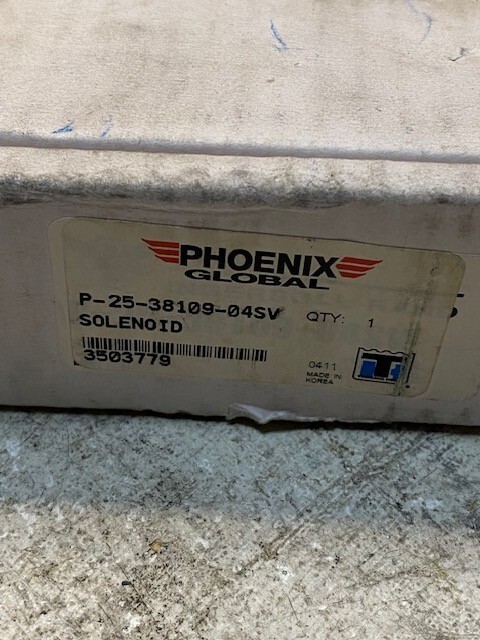 PHOENIX
GLOBAL
P-25-38109-04SV
QTY: 1
SOLENOID
3503779
0411
MADE IN
KOREA